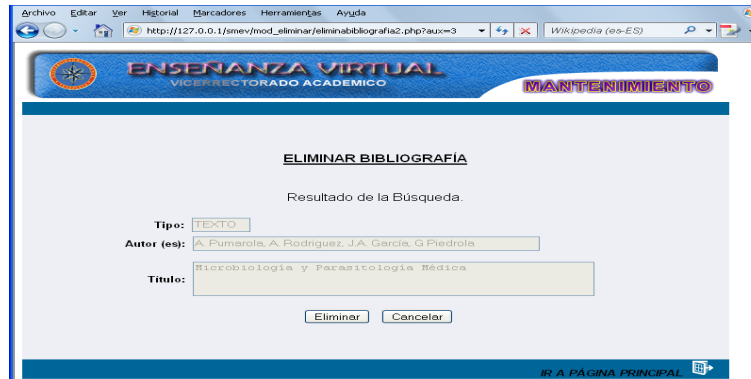 Archivo Editar Ver Historial Marcadores Herramientas Ayuda
http://127.0.0.1/smev/mod_eliminar/eliminabibliografia2.php?aux=3 Wikipedia (es-ES)
ENSEÑANZA VIRTUAL
VICERRECTORADO ACADEMICO
MANTENIMIENTO
ELIMINAR BIBLIOGRAFÍA
Resultado de la Búsqueda.
Tipo: TEXTO
Autor (es): A. Pumarola, A. Rodriguez, J.A. García, G.Piedrola
Título: Microbiología y Parasitología Médica
Eliminar Cancelar
IR A PÁGINA PRINCIPAL